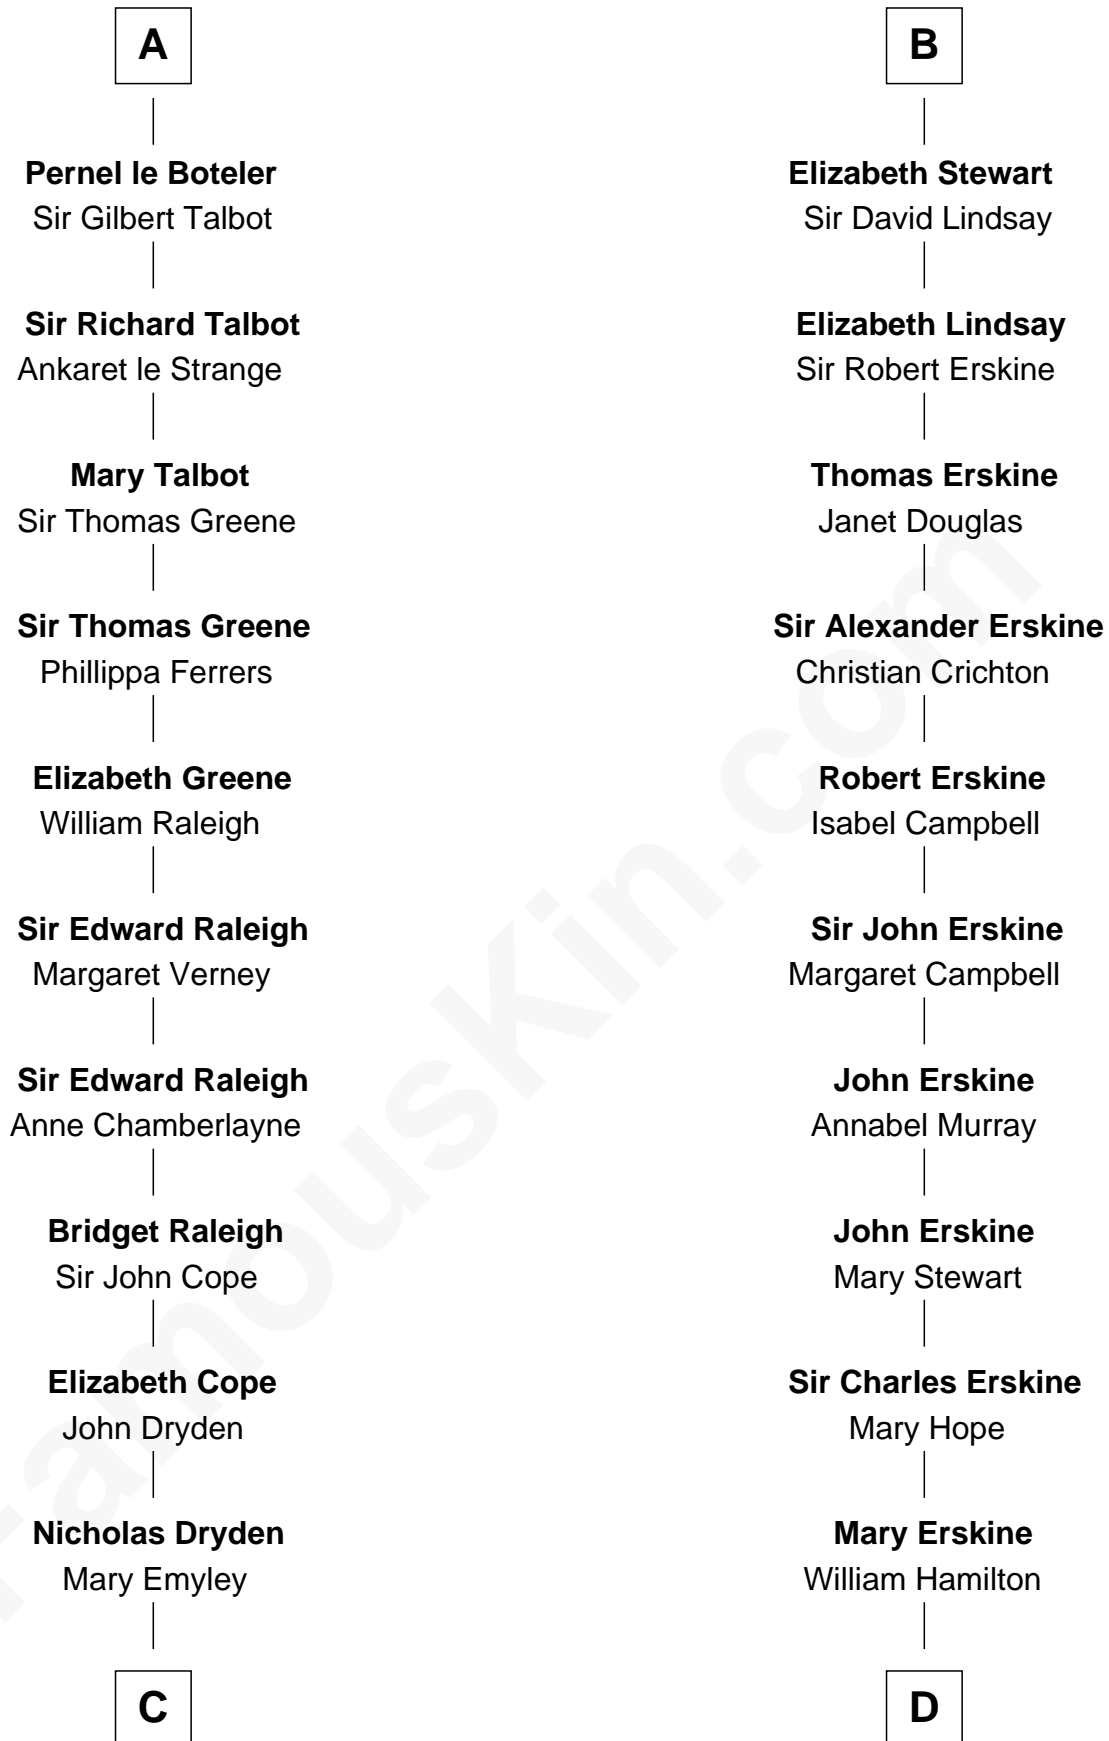 A
Pernel le Boteler
Sir Gilbert Talbot
Sir Richard Talbot
Ankaret le Strange
Mary Talbot
Sir Thomas Greene
Sir Thomas Greene
Phillippa Ferrers
Elizabeth Greene
William Raleigh
Sir Edward Raleigh
Margaret Verney
Sir Edward Raleigh
Anne Chamberlayne
Bridget Raleigh
Sir John Cope
Elizabeth Cope
John Dryden
Nicholas Dryden
Mary Emyley
C
B
Elizabeth Stewart
Sir David Lindsay
Elizabeth Lindsay
Sir Robert Erskine
Thomas Erskine
Janet Douglas
Sir Alexander Erskine
Christian Crichton
Robert Erskine
Isabel Campbell
Sir John Erskine
Margaret Campbell
John Erskine
Annabel Murray
John Erskine
Mary Stewart
Sir Charles Erskine
Mary Hope
Mary Erskine
William Hamilton
D
FamousKin.com